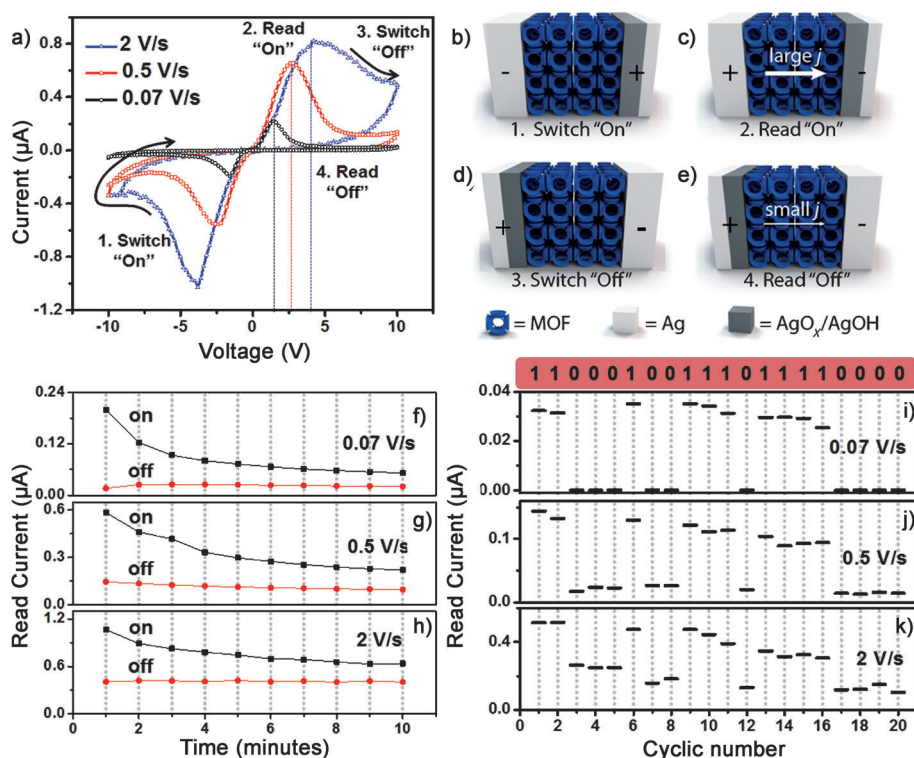 a)
2 V/s
0.5 V/s
0.07 V/s
2. Read
"On"
3. Switch
"Off"
4. Read
"Off"
1. Switch
"On"
Current (µA)
0.8
0.4
0.0
-0.4
-0.8
-1.2
-10 -5 0 5 10
Voltage (V)
b)
- +
1. Switch "On"
c)
+ large j -
2. Read "On"
d)
+ -
3. Switch "Off"
e)
+ small j -
4. Read "Off"
= MOF = Ag = AgOx/AgOH
Read Current (µA)
0.24
0.12
0.00
on
off
f)
0.07 V/s
0.6
0.3
0.0
on
off
g)
0.5 V/s
1.2
0.6
0.0
on
off
h)
2 V/s
0 2 4 6 8 10
Time (minutes)
1 1 0 0 0 1 0 0 1 1 1 0 1 1 1 1 0 0 0 0
Read Current (µA)
0.04
0.02
0.00
i)
0.07 V/s
0.2
0.1
0.0
j)
0.5 V/s
0.4
0.0
k)
2 V/s
0 2 4 6 8 10 12 14 16 18 20
Cyclic number